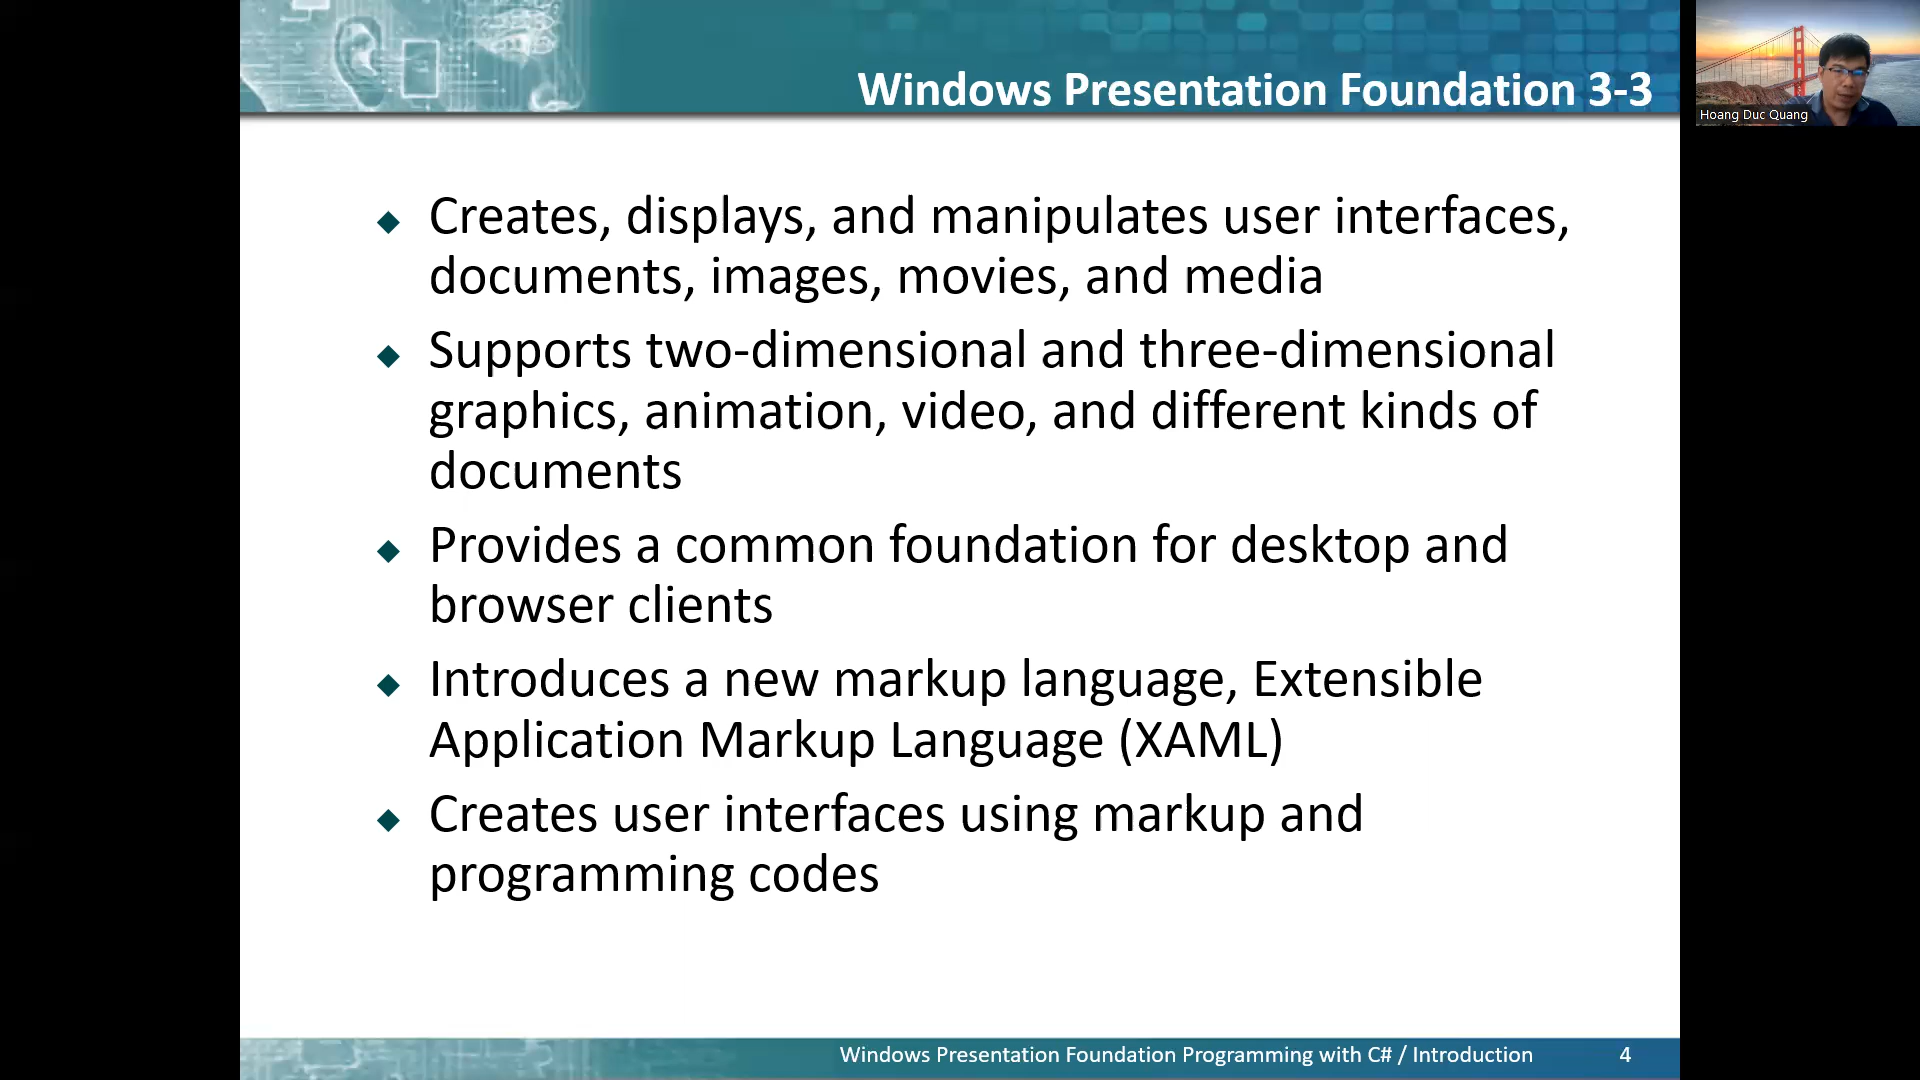 Windows Presentation Foundation 3-3
Hoang Duc Quang
Creates, displays, and manipulates user interfaces,
documents, images, movies, and media
Supports two-dimensional and three-dimensional
graphics, animation, video, and different kinds of
documents
Provides a common foundation for desktop and
browser clients
Introduces a new markup language, Extensible
Application Markup Language (XAML)
Creates user interfaces using markup and
programming codes
Windows Presentation Foundation Programming with C# / Introduction 4